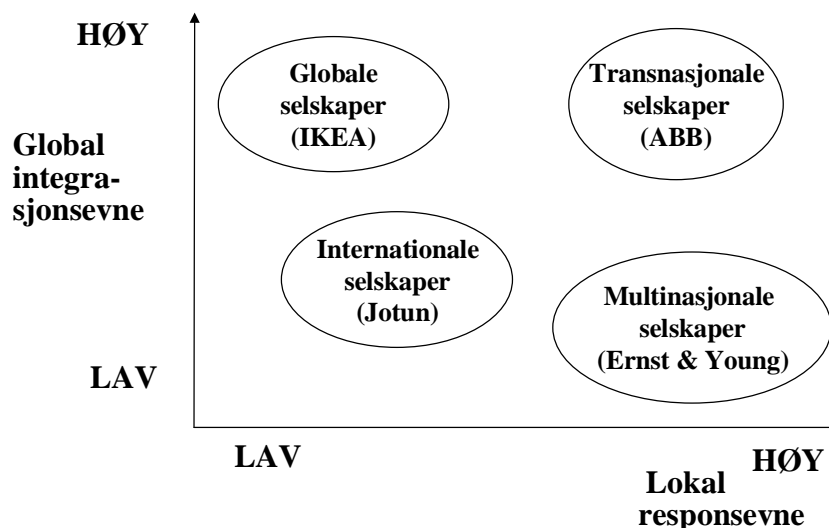 HØY
Globale
selskaper
(IKEA)
Transnasjonale
selskaper
(ABB)
Global
integra-
sjonsevne
Internationale
selskaper
(Jotun)
Multinasjonale
selskaper
(Ernst & Young)
LAV
LAV
HØY
Lokal
responsevne